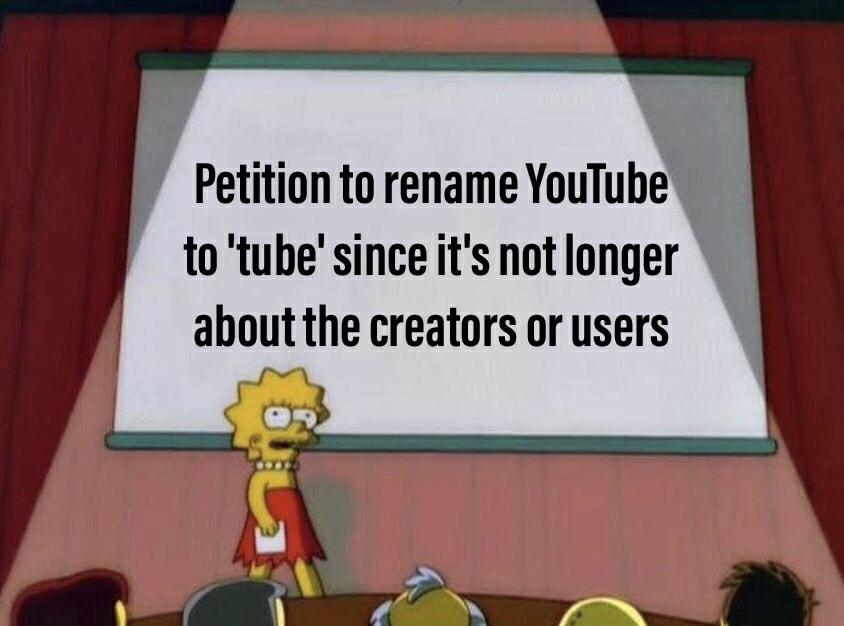 Petition to rename YouTube
to 'tube' since it's not longer
about the creators or users